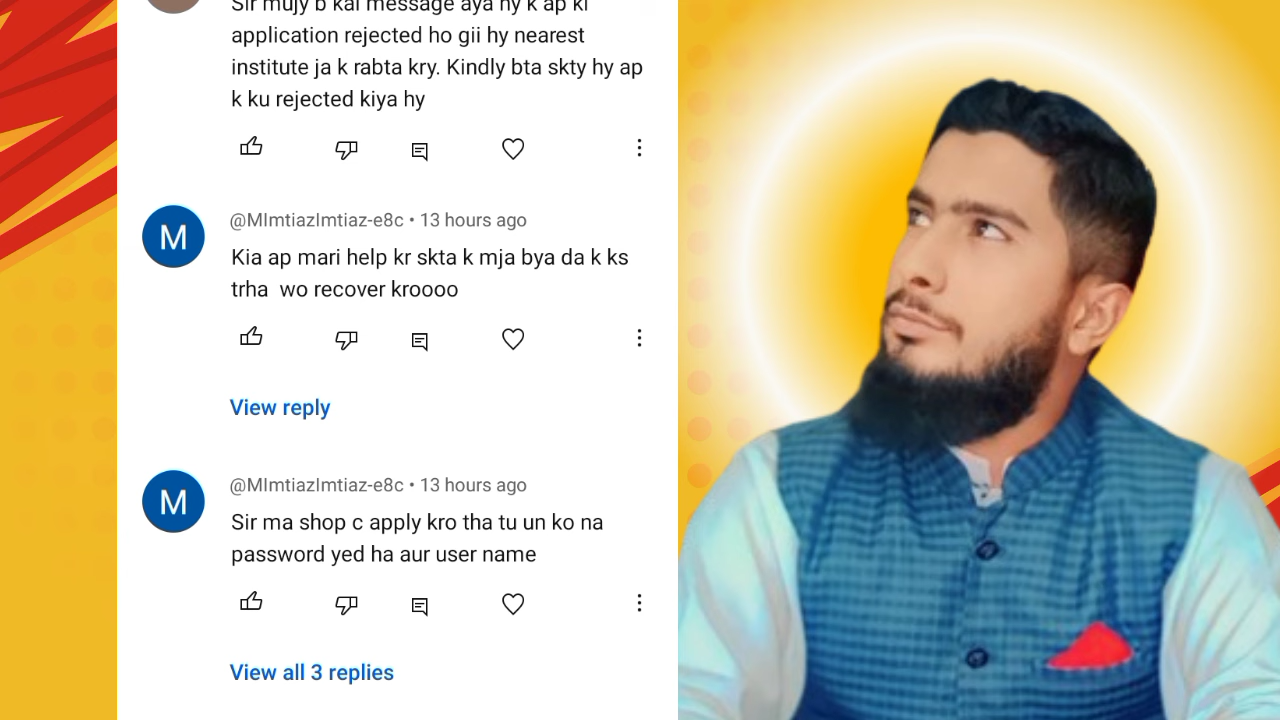 Sir mujy b kal message aya hy k ap ki
application rejected ho gii hy nearest
institute ja k rabta kry. Kindly bta skty hy ap
k ku rejected kiya hy
@MImtiazImtiaz-e8c • 13 hours ago
M
Kia ap mari help kr skta k mja bya da k ks
trha  wo recover kroooo
View reply
@MImtiazImtiaz-e8c • 13 hours ago
M
Sir ma shop c apply kro tha tu un ko na
password yed ha aur user name
View all 3 replies